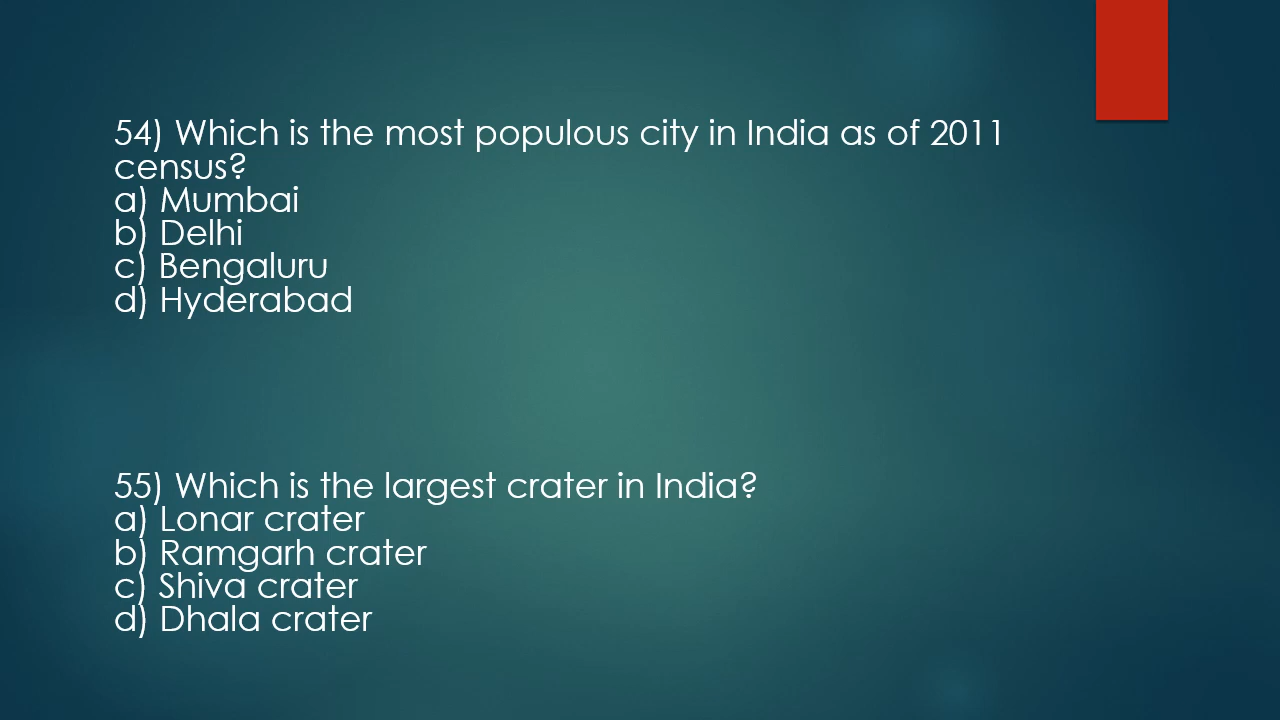 54) Which is the most populous city in India as of 2011
census?
a) Mumbai
b) Delhi
c) Bengaluru
d) Hyderabad
55) Which is the largest crater in India?
a) Lonar crater
b) Ramgarh crater
c) Shiva crater
d) Dhala crater